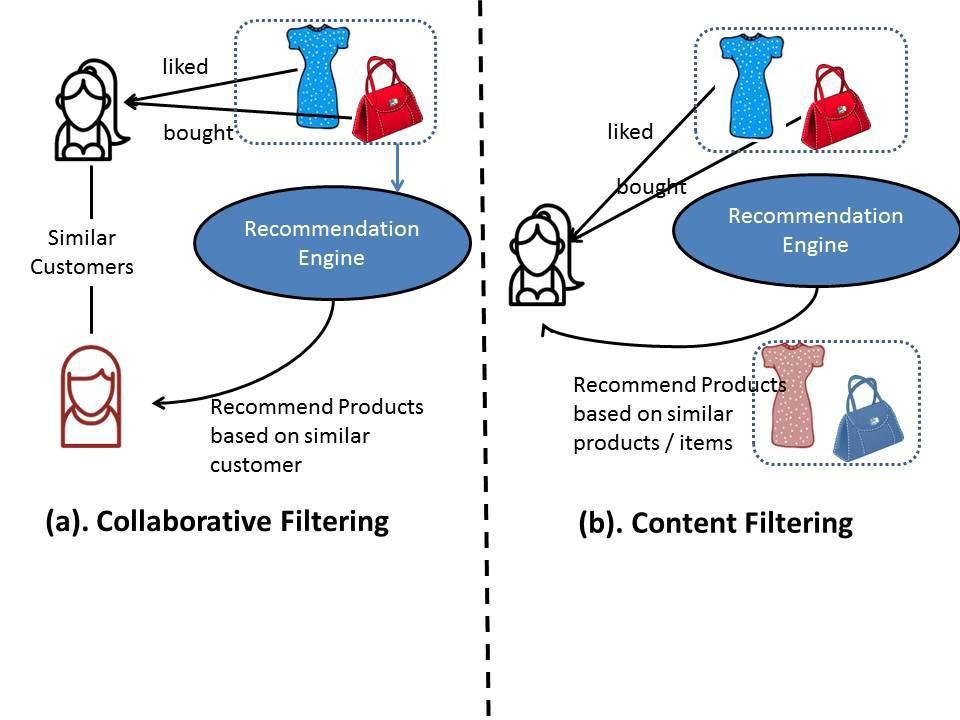 liked
bought
Recommendation
Engine
Similar
Customers
Recommend Products
based on similar
customer
(a). Collaborative Filtering
liked
bought
Recommendation
Engine
Recommend Products
based on similar
products / items
(b). Content Filtering